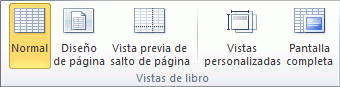 Normal Diseño Vista previa de Vistas Pantalla
de página salto de página personalizadas completa
Vistas de libro